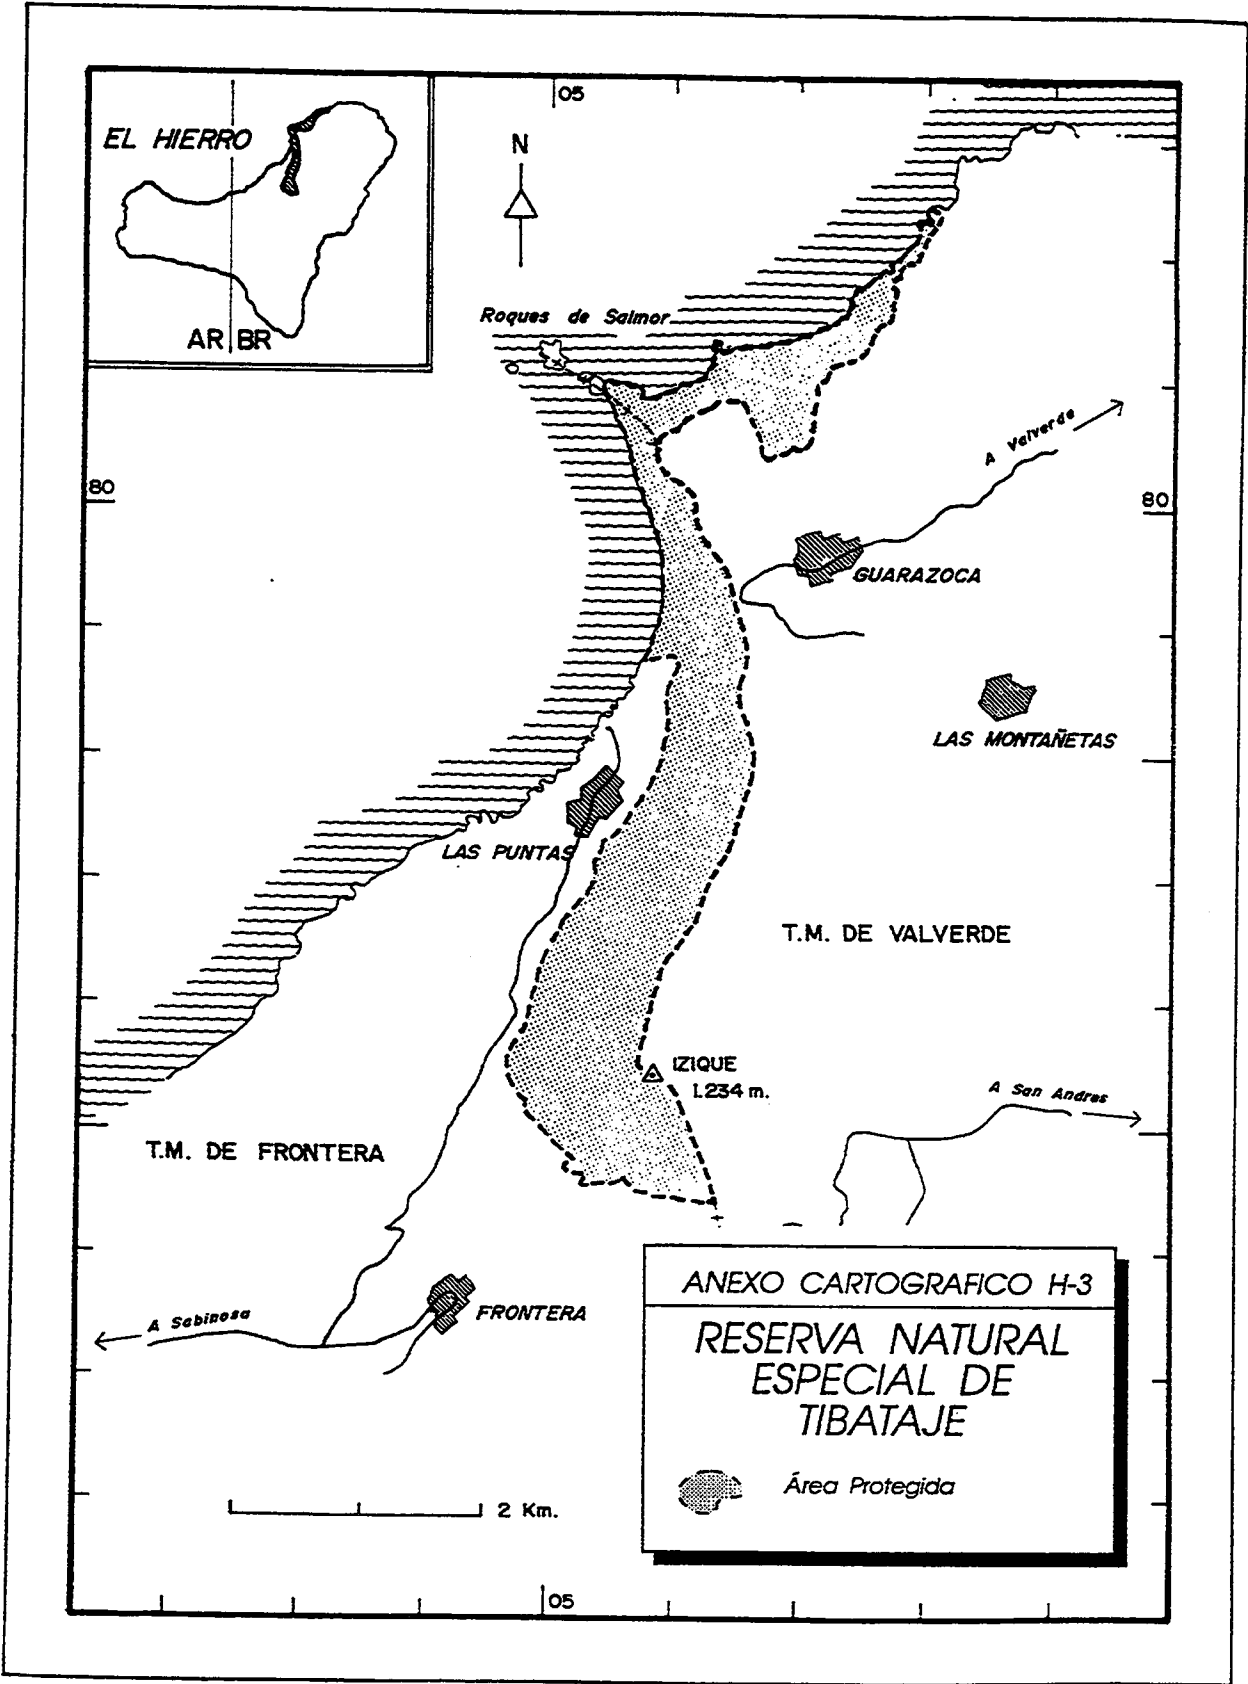 05
EL HIERRO
N
AR BR
Roques de Salmor
A Valverde
80
80
GUARAZOCA
LAS MONTAÑETAS
LAS PUNTAS
T.M. DE VALVERDE
IZIQUE
1.234 m.
A San Andres
T.M. DE FRONTERA
ANEXO CARTOGRAFICO H-3
A Sabinosa
FRONTERA
RESERVA NATURAL
ESPECIAL DE
TIBATAJE
Área Protegida
2 Km.
05